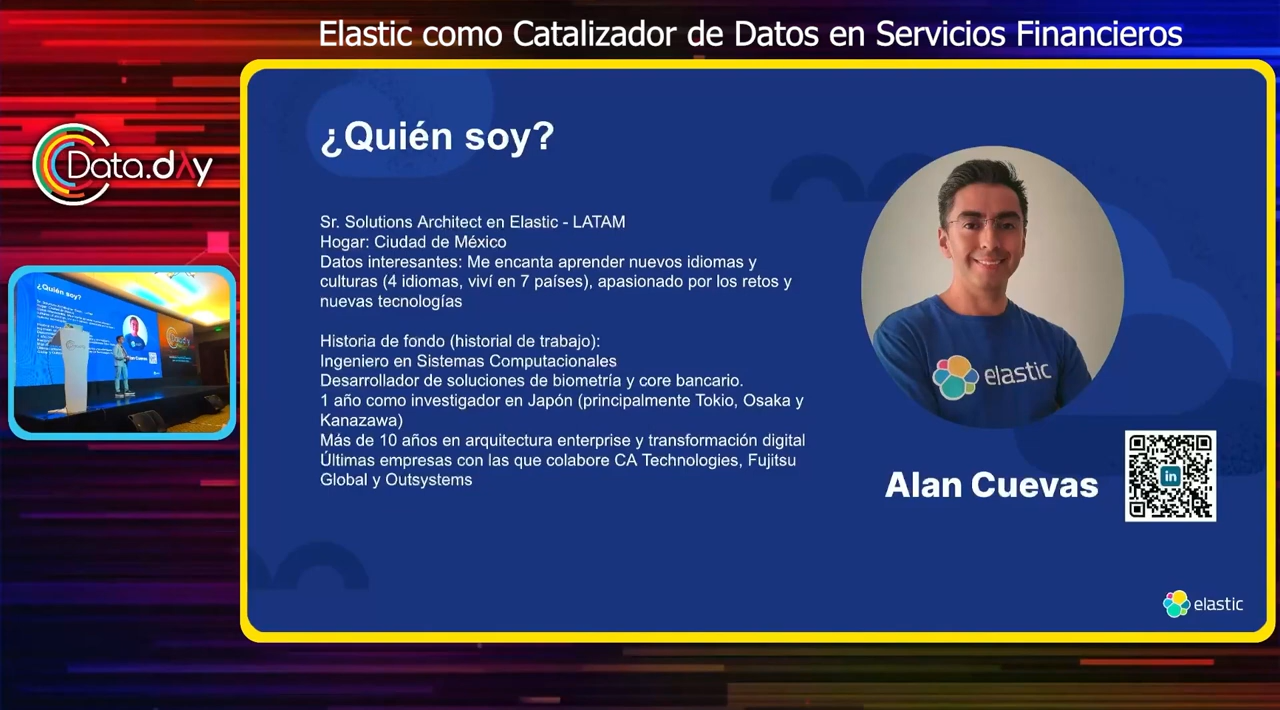 Elastic como Catalizador de Datos en Servicios Financieros
Data.dλy
¿Quién soy?
Sr. Solutions Architect en Elastic - LATAM
Hogar: Ciudad de México
Datos interesantes: Me encanta aprender nuevos idiomas y
culturas (4 idiomas, viví en 7 países), apasionado por los retos y
nuevas tecnologías
Historia de fondo (historial de trabajo):
Ingeniero en Sistemas Computacionales
Desarrollador de soluciones de biometría y core bancario.
1 año como investigador en Japón (principalmente Tokio, Osaka y
Kanazawa)
Más de 10 años en arquitectura enterprise y transformación digital
Últimas empresas con las que colabore CA Technologies, Fujitsu
Global y Outsystems
elastic
Alan Cuevas
in
elastic
¿Quién soy?